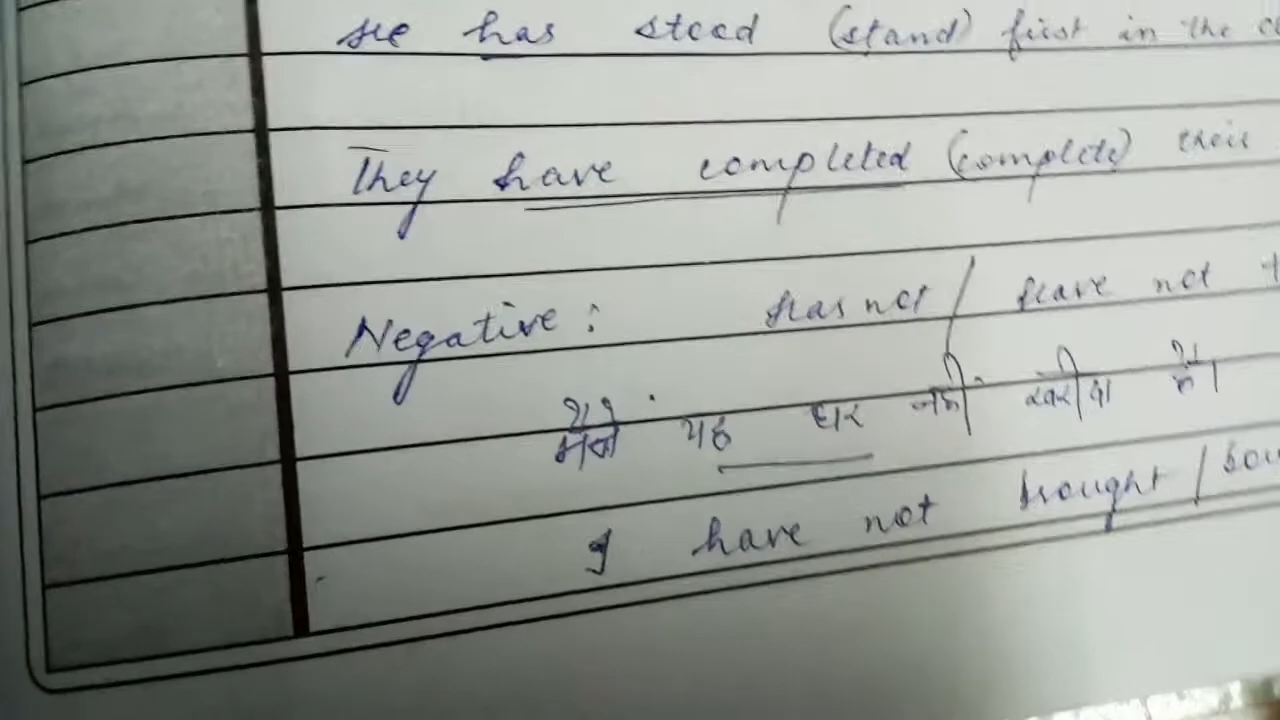 has stood (stand) first in the
They have completed (complete) their
Negative : has not / have not
मैंने यह घर नहीं खरीदा है।
I have not brought /